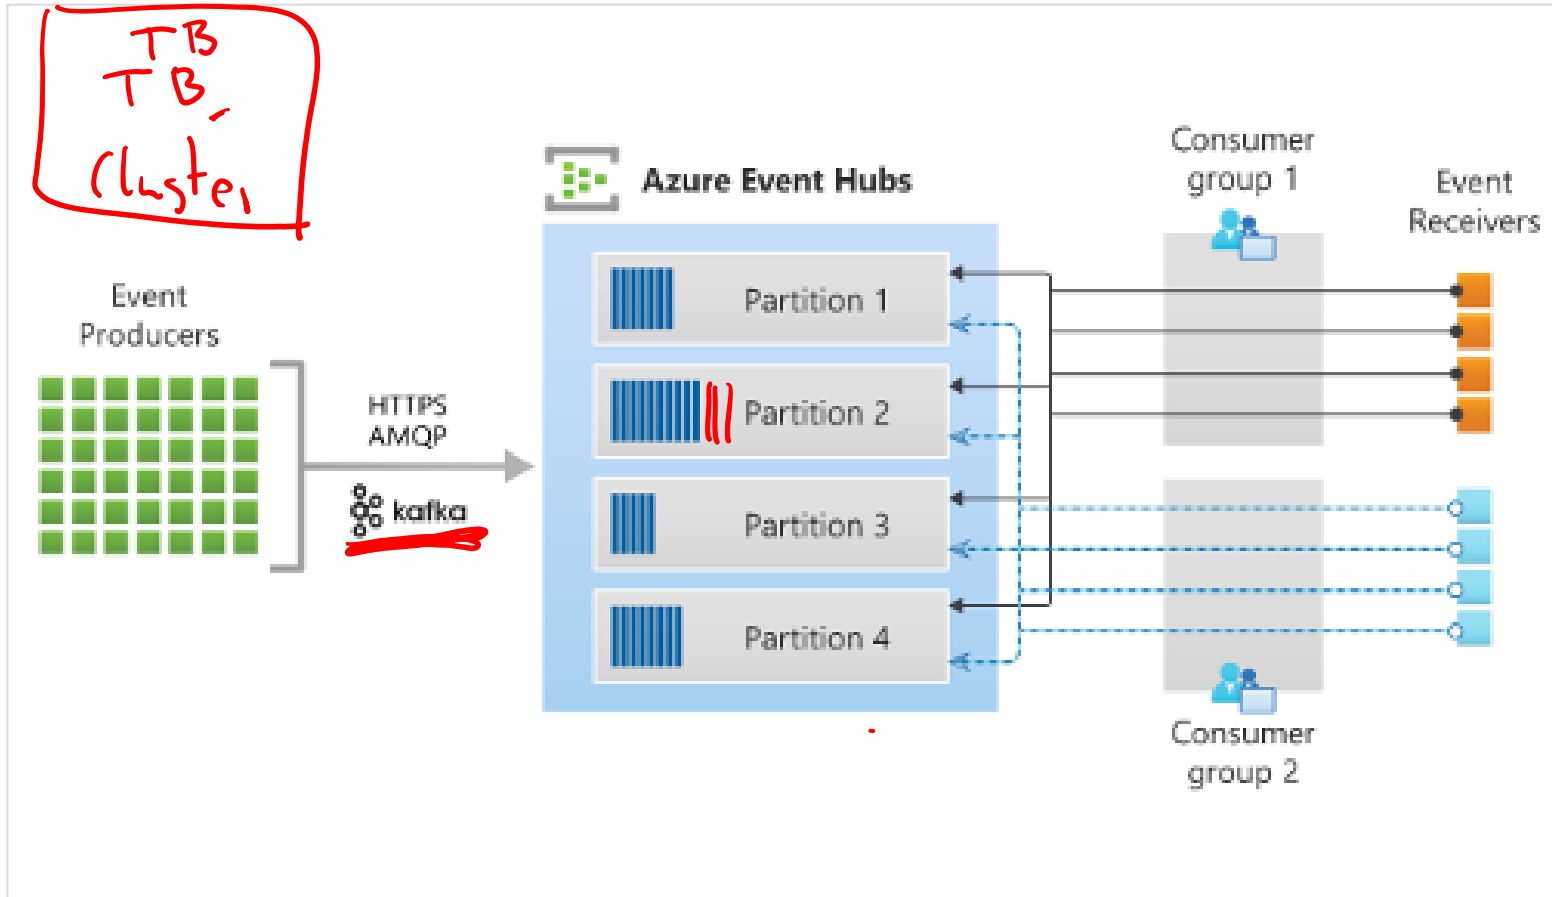 TB
TB
Cluster
Azure Event Hubs
Consumer
group 1
Event
Receivers
Event
Producers
HTTPS
AMQP
kafka
Partition 1
Partition 2
Partition 3
Partition 4
Consumer
group 2